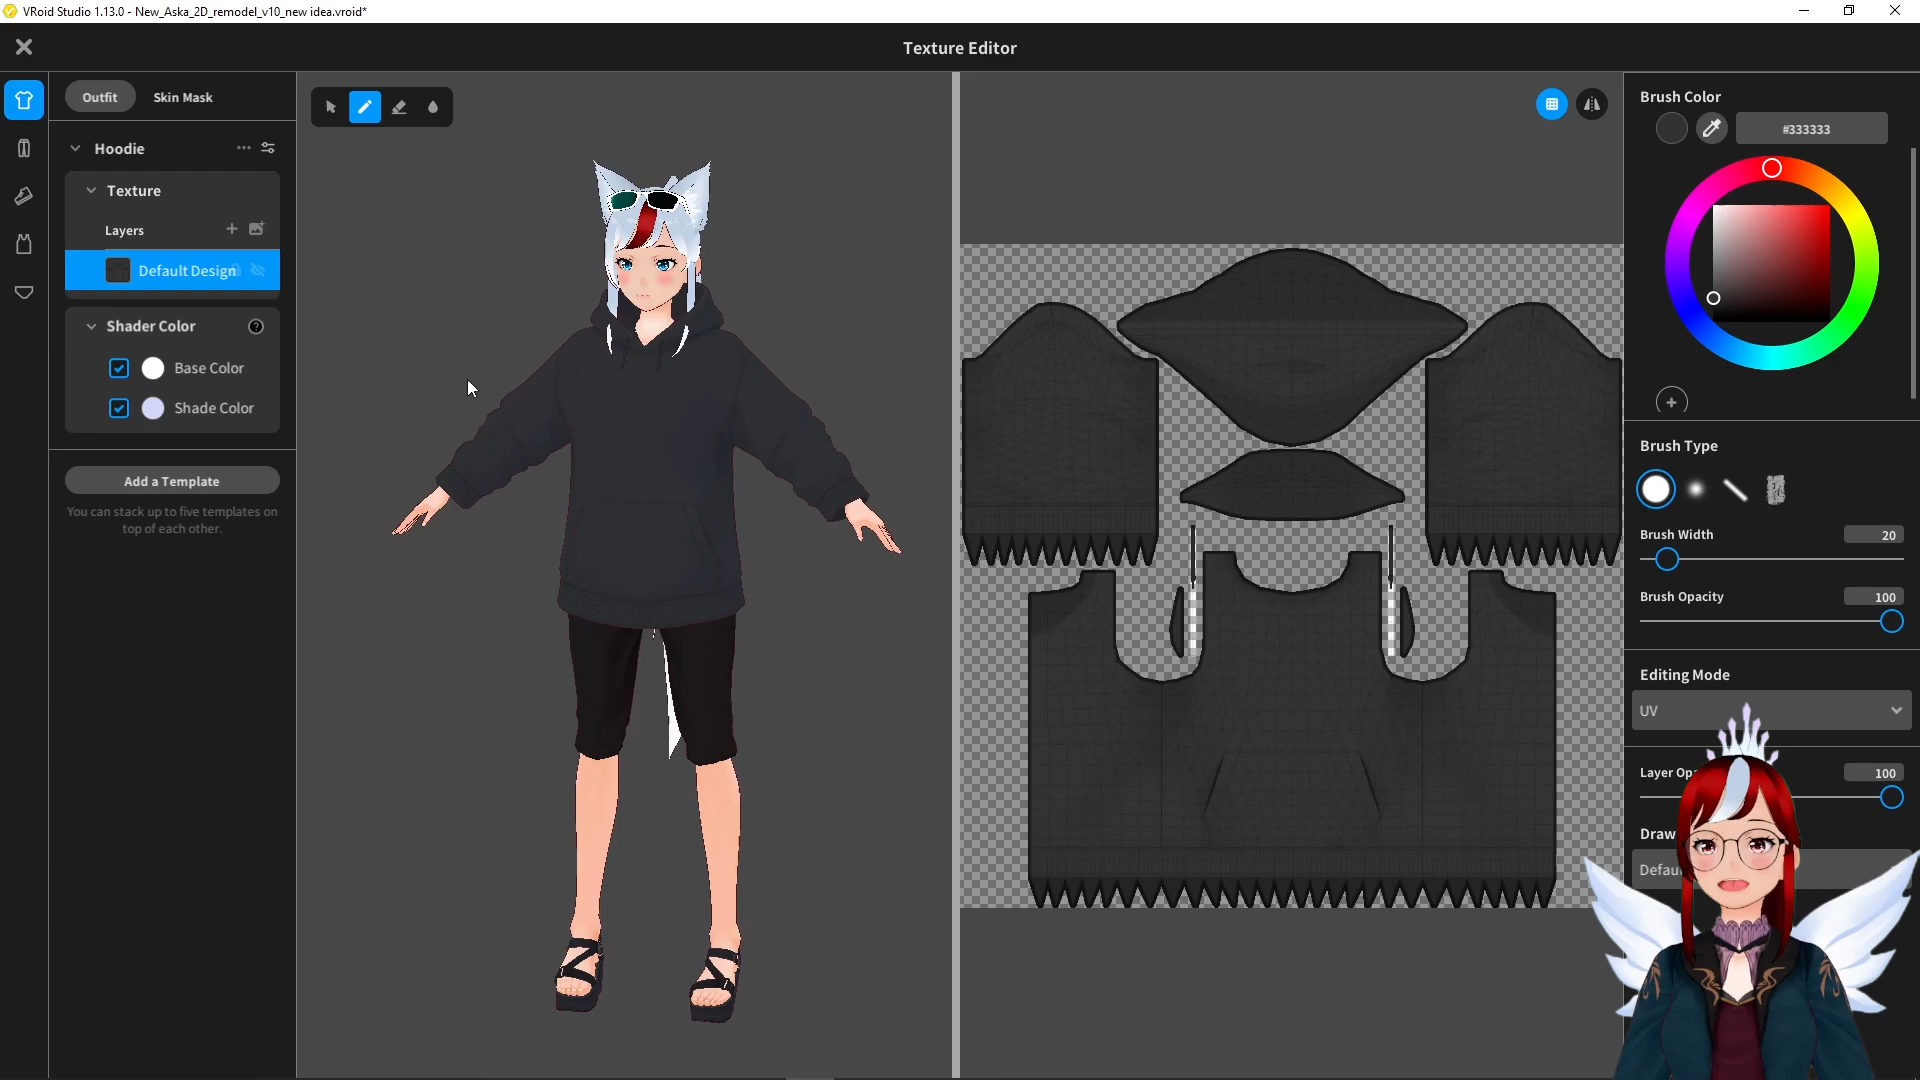 VRoid Studio 1.13.0 - New_Aska_2D_remodel_v10_new idea.vroid*
Texture Editor
Outfit
Skin Mask
Hoodie
Texture
Layers
Default Design
Shader Color
Base Color
Shade Color
Add a Template
You can stack up to five templates on
top of each other.
Brush Color
#333333
Brush Type
Brush Width
20
Brush Opacity
100
Editing Mode
UV
Layer Opa
100
Draw
Defau